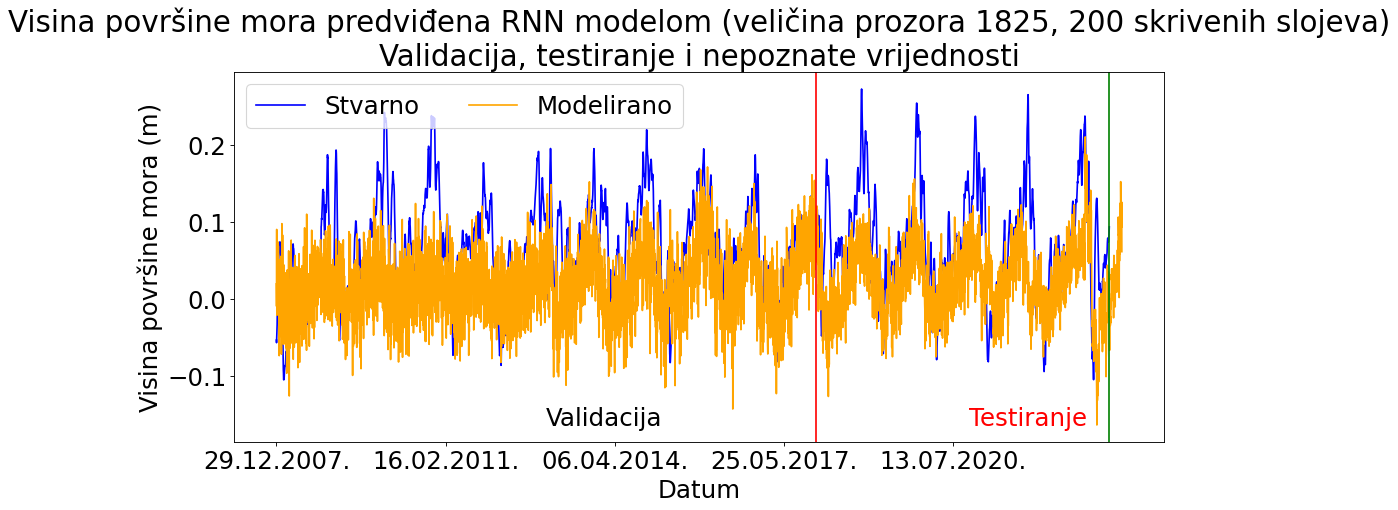 Visina površine mora predviđena RNN modelom (veličina prozora 1825, 200 skrivenih slojeva)
Validacija, testiranje i nepoznate vrijednosti
Stvarno
Modelirano
Visina površine mora (m)
0.2
0.1
0.0
−0.1
Validacija
Testiranje
29.12.2007.
16.02.2011.
06.04.2014.
25.05.2017.
13.07.2020.
Datum